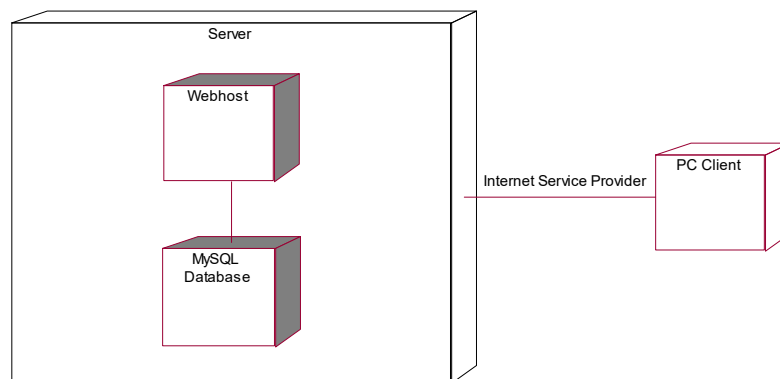 Server
Webhost
Internet Service Provider
PC Client
MySQL
Database